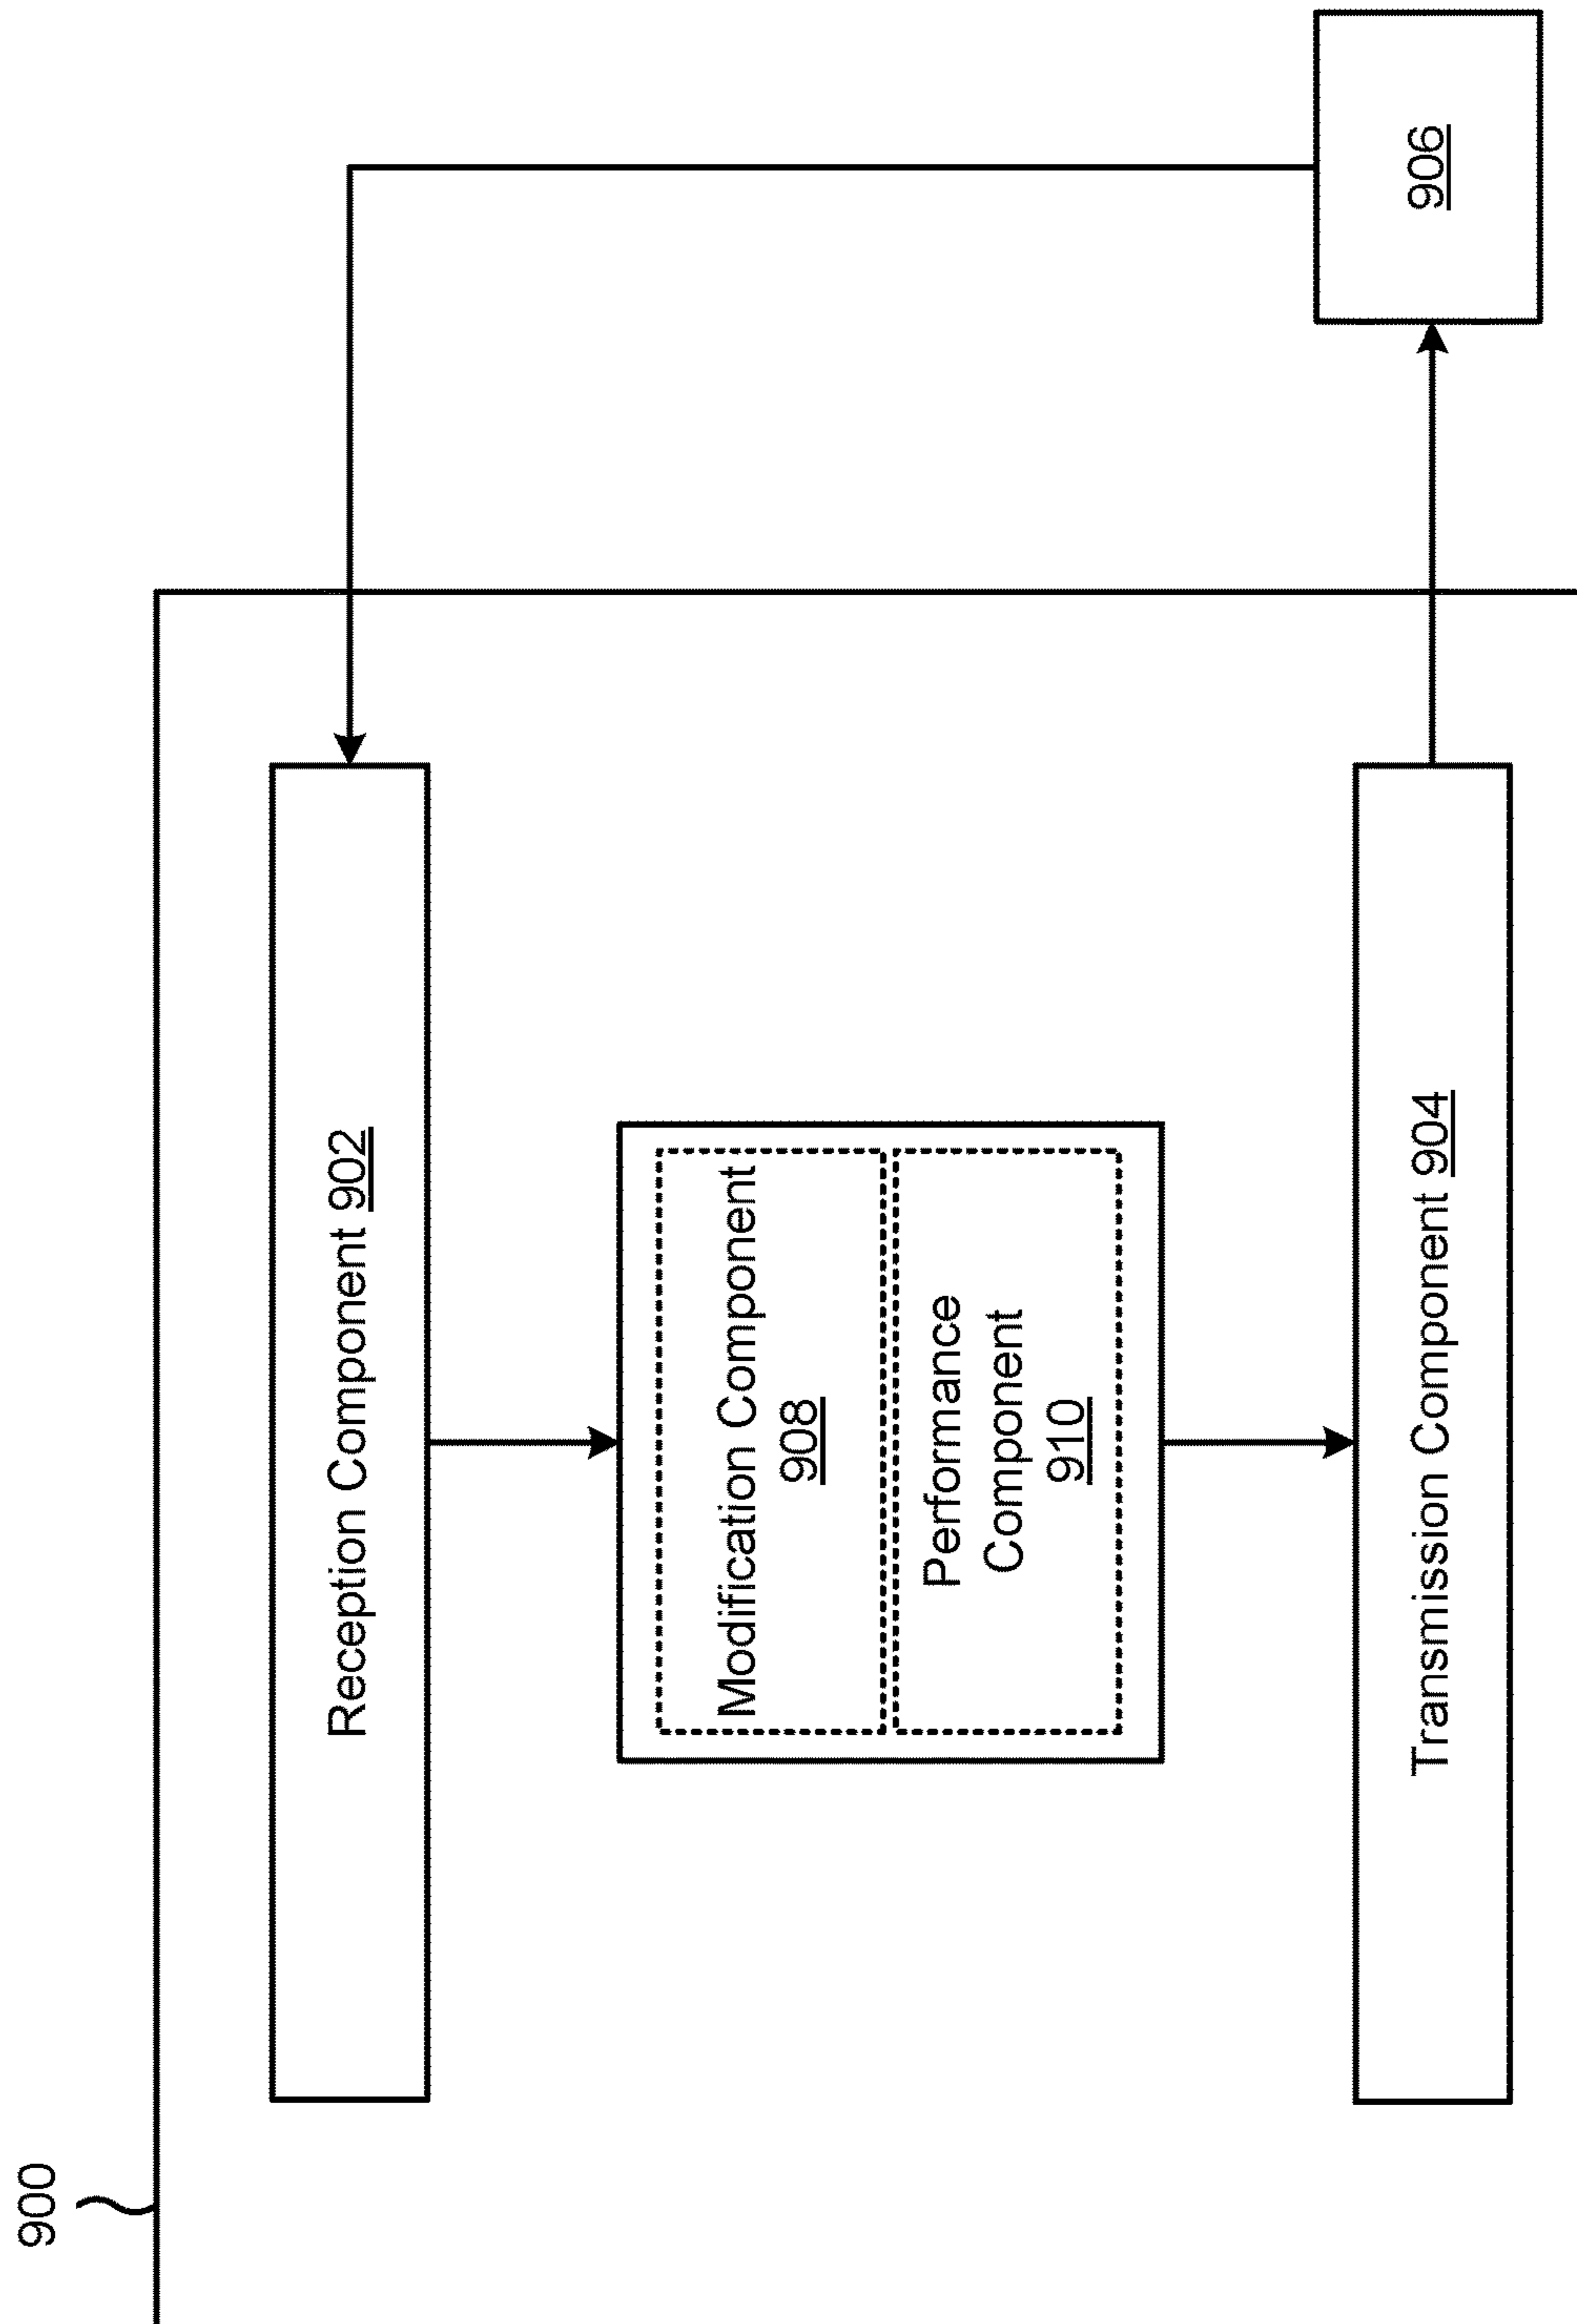 900
Reception Component 902
Modification Component
908
Performance
Component
910
Transmission Component 904
906